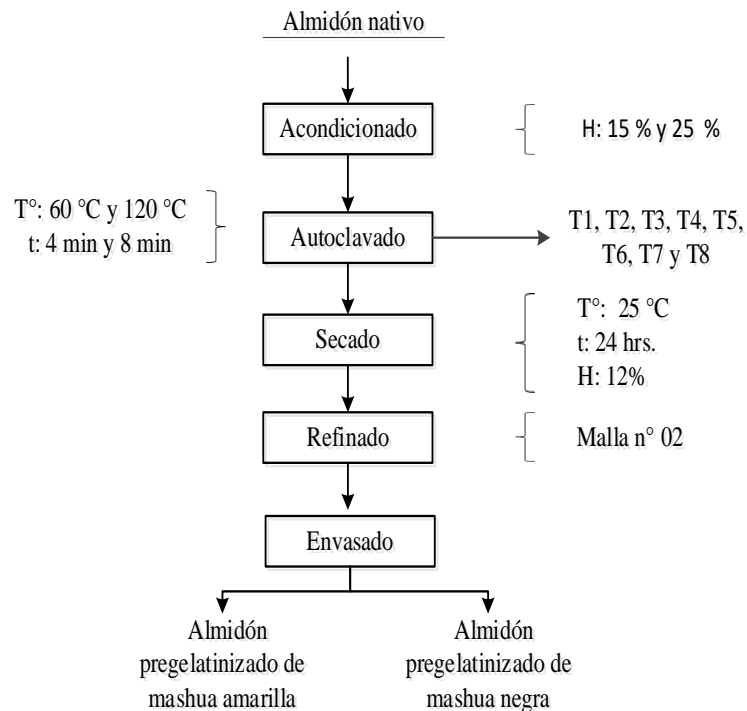 Almidón nativo
Acondicionado
H: 15 % y 25 %
T°: 60 °C y 120 °C
t: 4 min y 8 min
Autoclavado
T1, T2, T3, T4, T5,
T6, T7 y T8
Secado
T°: 25 °C
t: 24 hrs.
H: 12%
Refinado
Malla n° 02
Envasado
Almidón
pregelatinizado de
mashua amarilla
Almidón
pregelatinizado de
mashua negra